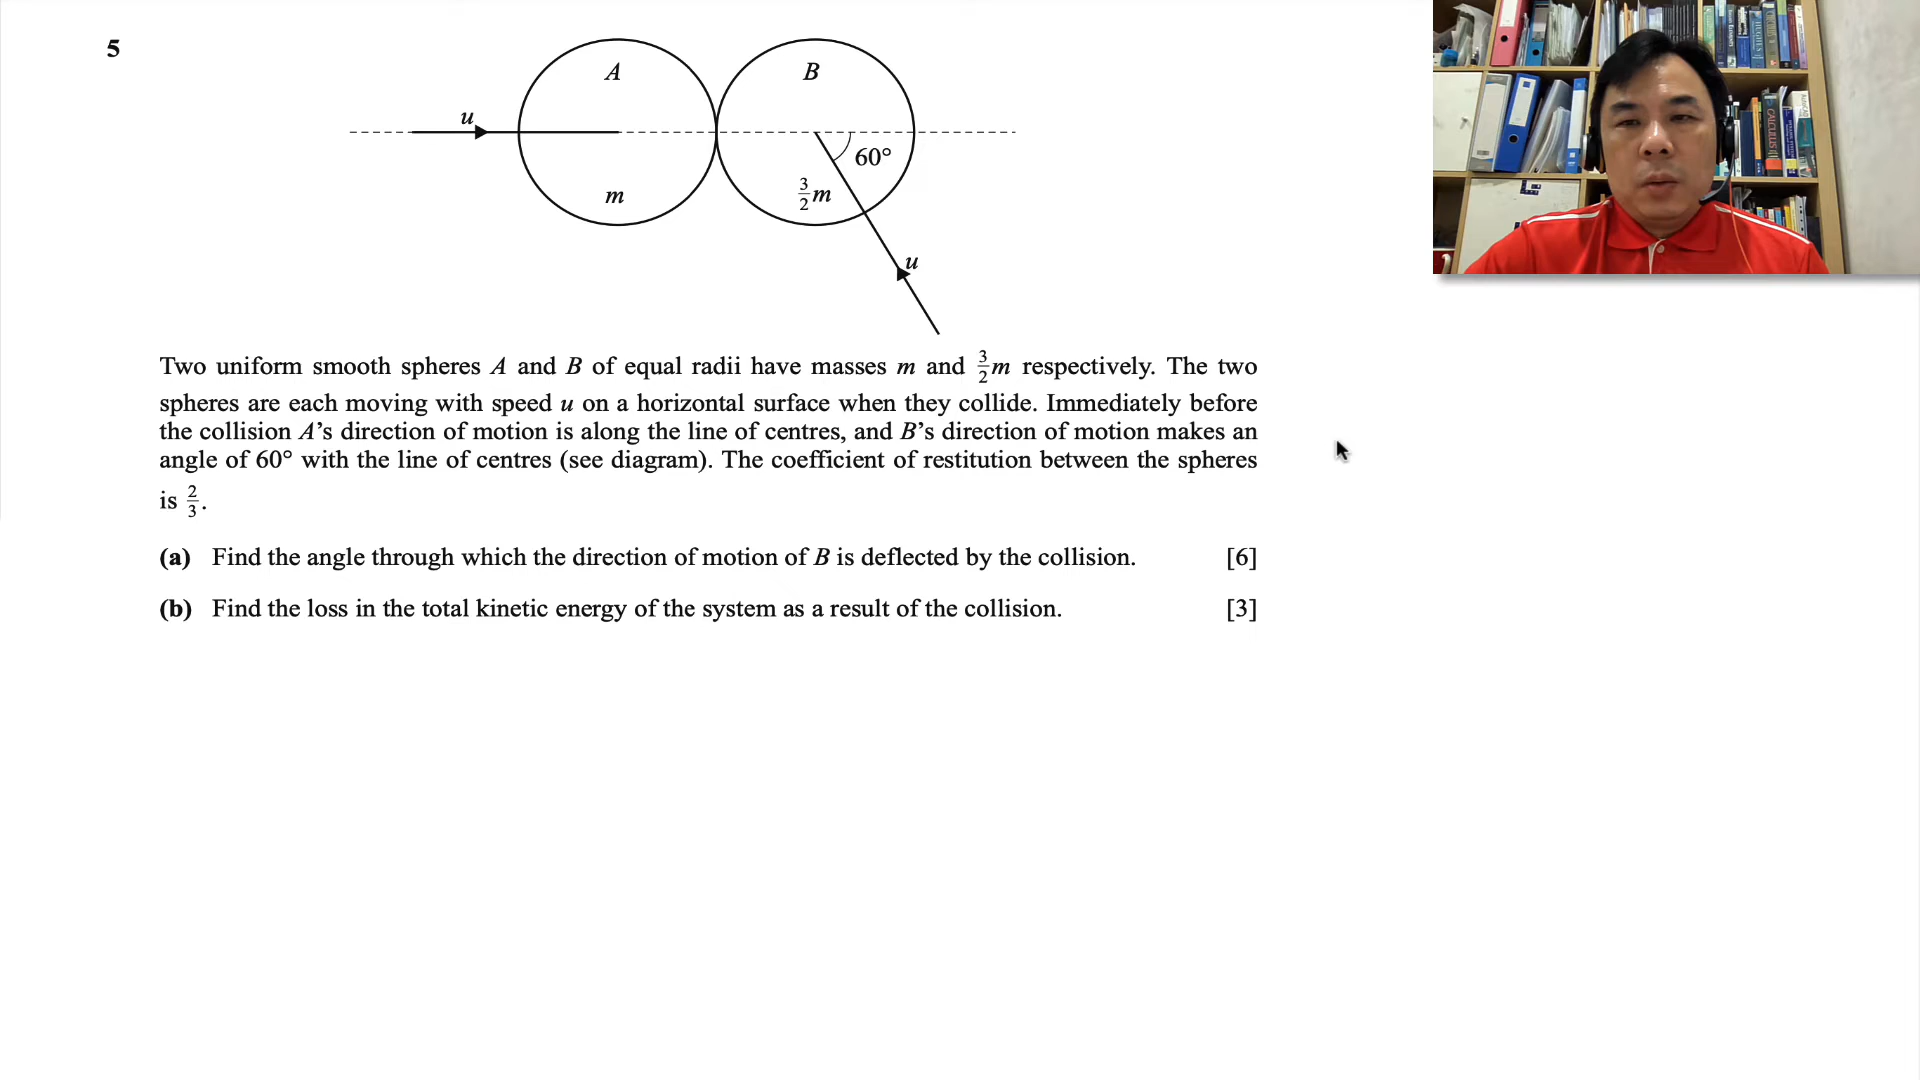 5
A
B
u
60°
m
3/2 m
u
Two uniform smooth spheres A and B of equal radii have masses m and 3/2 m respectively. The two
spheres are each moving with speed u on a horizontal surface when they collide. Immediately before
the collision A’s direction of motion is along the line of centres, and B’s direction of motion makes an
angle of 60° with the line of centres (see diagram). The coefficient of restitution between the spheres
is 2/3.
(a) Find the angle through which the direction of motion of B is deflected by the collision. [6]
(b) Find the loss in the total kinetic energy of the system as a result of the collision. [3]
CALCULUS